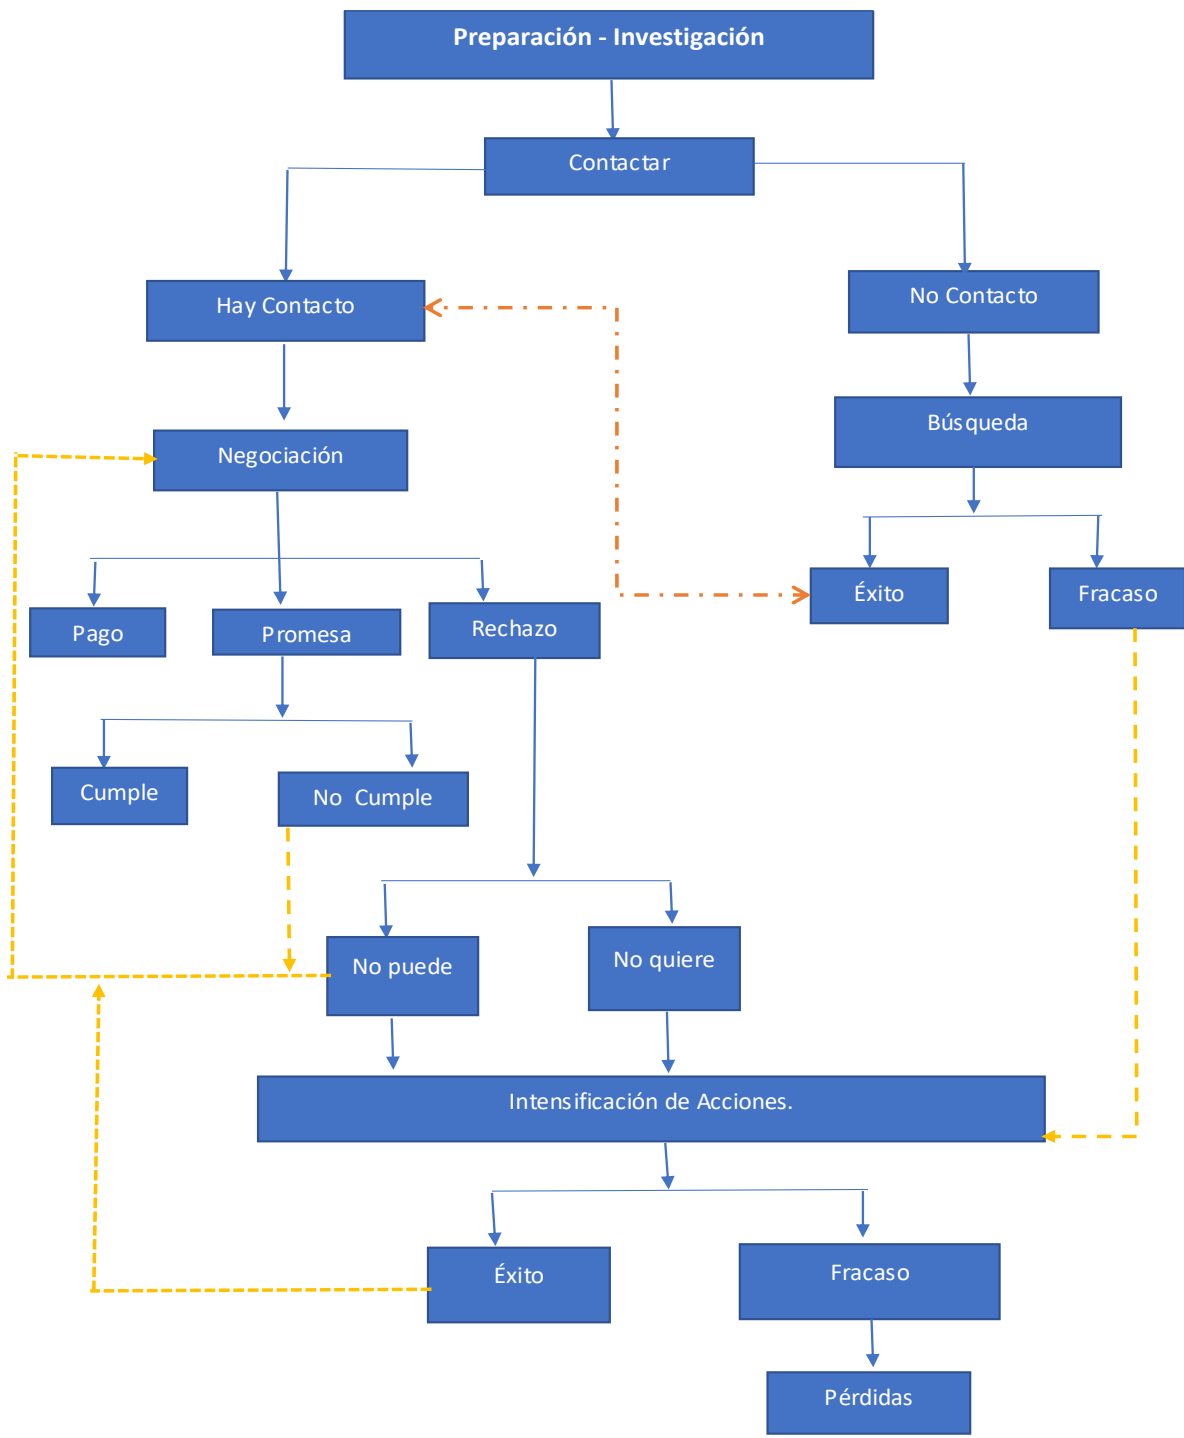 Preparación - Investigación
Contactar
Hay Contacto
No Contacto
Búsqueda
Negociación
Éxito
Fracaso
Pago
Promesa
Rechazo
Cumple
No Cumple
No puede
No quiere
Intensificación de Acciones.
Éxito
Fracaso
Pérdidas